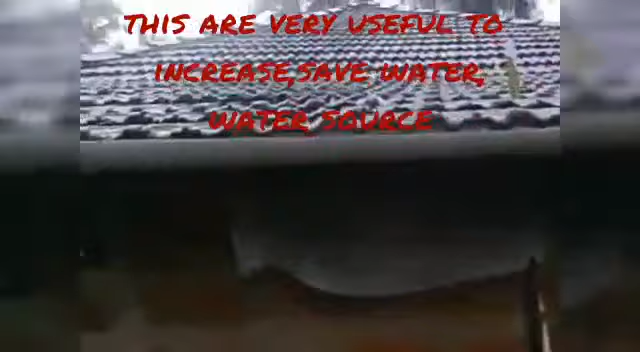 THIS ARE VERY USEFUL TO
INCREASE,SAVE WATER,
WATER SOURCE